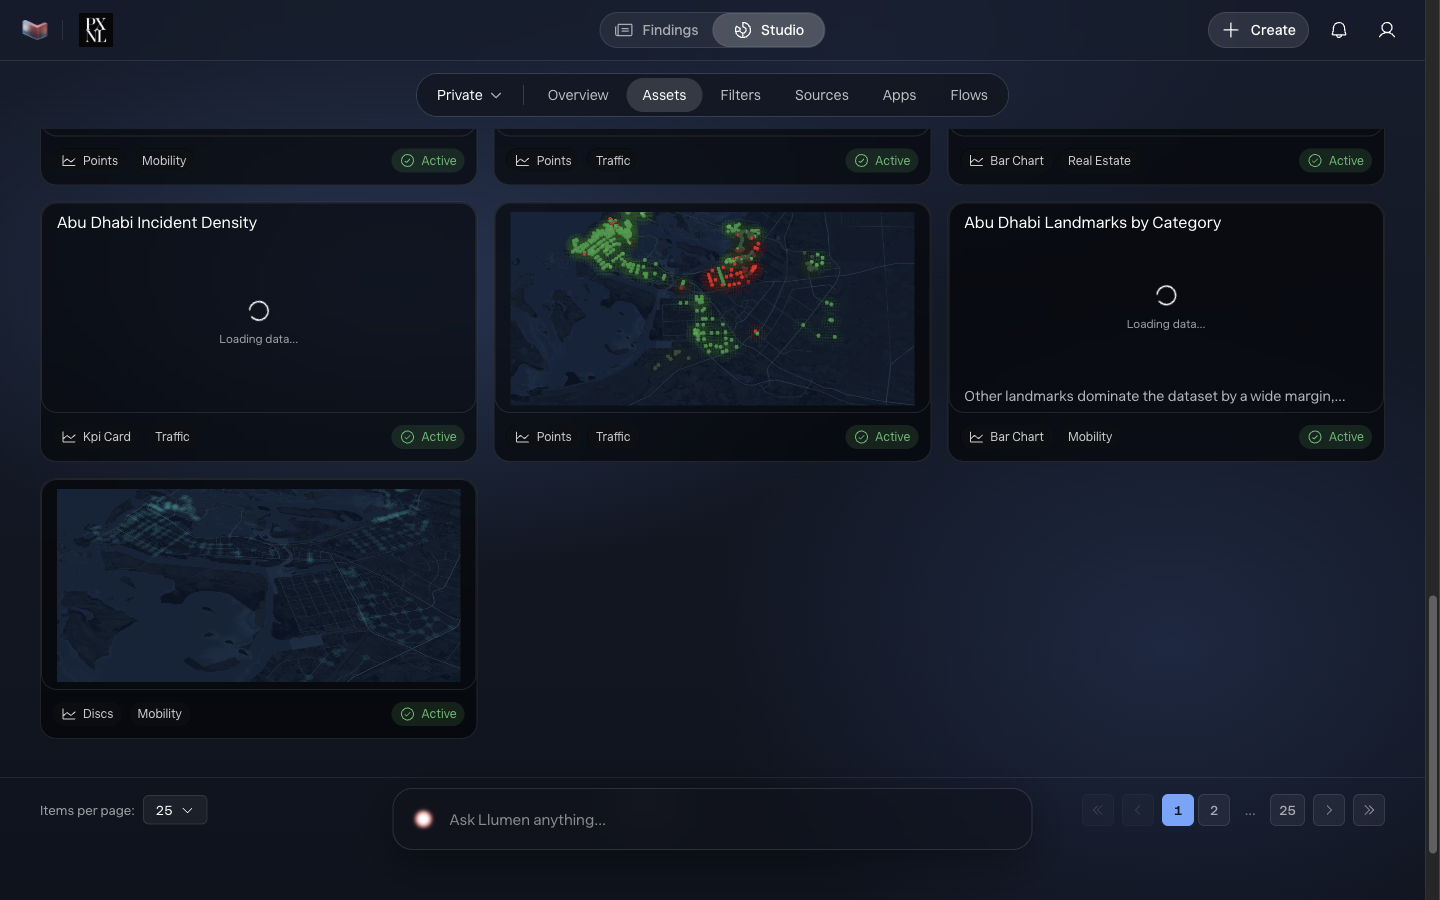 PX
NL
Findings
Studio
Create
Private
Overview
Assets
Filters
Sources
Apps
Flows
Points
Mobility
Active
Points
Traffic
Active
Bar Chart
Real Estate
Active
Abu Dhabi Incident Density
Loading data...
Kpi Card
Traffic
Active
Points
Traffic
Active
Abu Dhabi Landmarks by Category
Loading data...
Other landmarks dominate the dataset by a wide margin,...
Bar Chart
Mobility
Active
Discs
Mobility
Active
Items per page:
25
Ask Llumen anything...
1
2
...
25